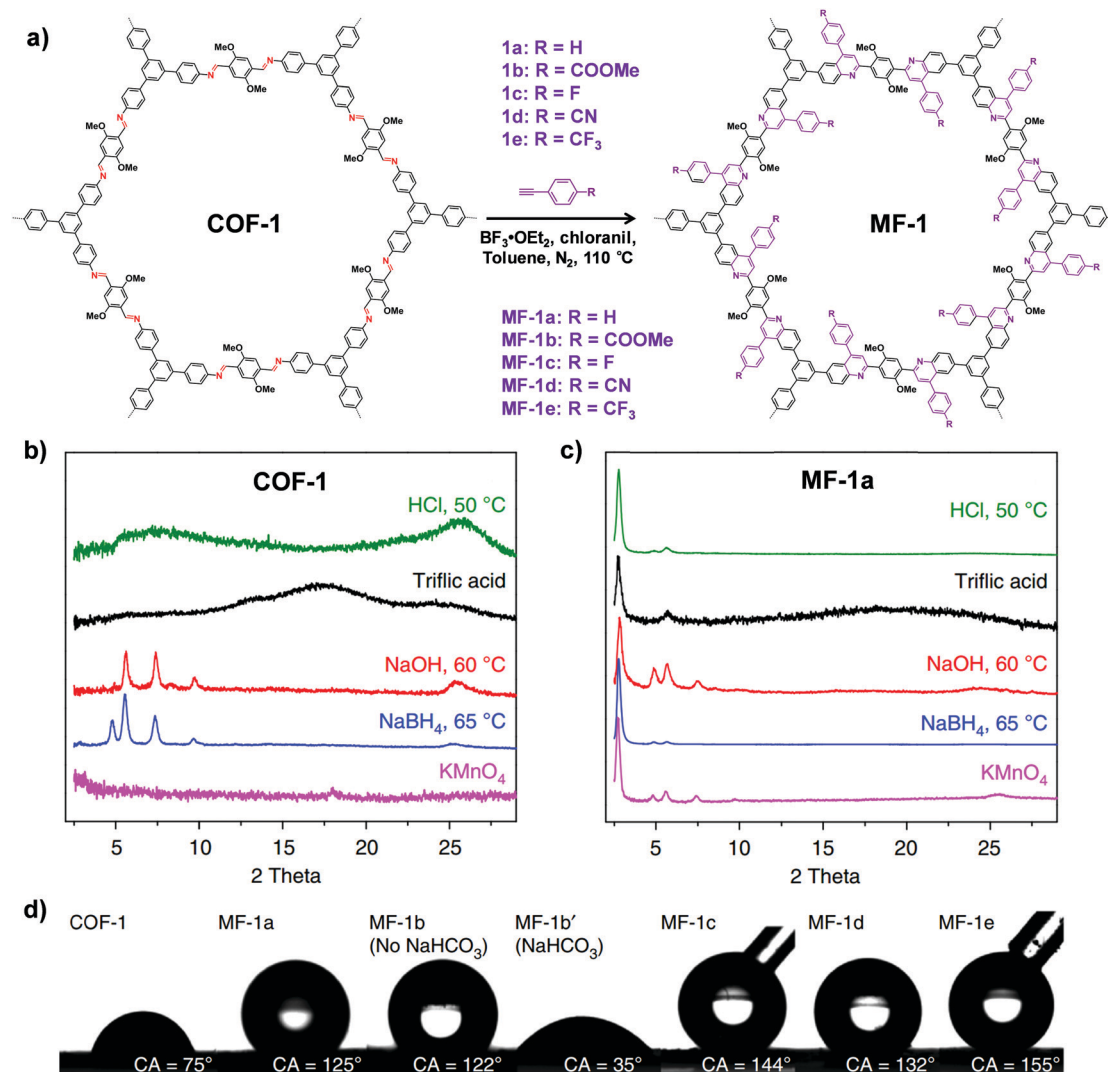 a)
1a: R = H
1b: R = COOMe
1c: R = F
1d: R = CN
1e: R = CF₃
R
BF₃•OEt₂, chloranil,
Toluene, N₂, 110 °C
MF-1a: R = H
MF-1b: R = COOMe
MF-1c: R = F
MF-1d: R = CN
MF-1e: R = CF₃
COF-1
MeO
OMe
N
MF-1
MeO
OMe
N
R
b)
COF-1
HCl, 50 °C
Triflic acid
NaOH, 60 °C
NaBH₄, 65 °C
KMnO₄
5 10 15 20 25
2 Theta
c)
MF-1a
HCl, 50 °C
Triflic acid
NaOH, 60 °C
NaBH₄, 65 °C
KMnO₄
5 10 15 20 25
2 Theta
d)
COF-1 MF-1a MF-1b MF-1b′ MF-1c MF-1d MF-1e
(No NaHCO₃) (NaHCO₃)
CA = 75° CA = 125° CA = 122° CA = 35° CA = 144° CA = 132° CA = 155°